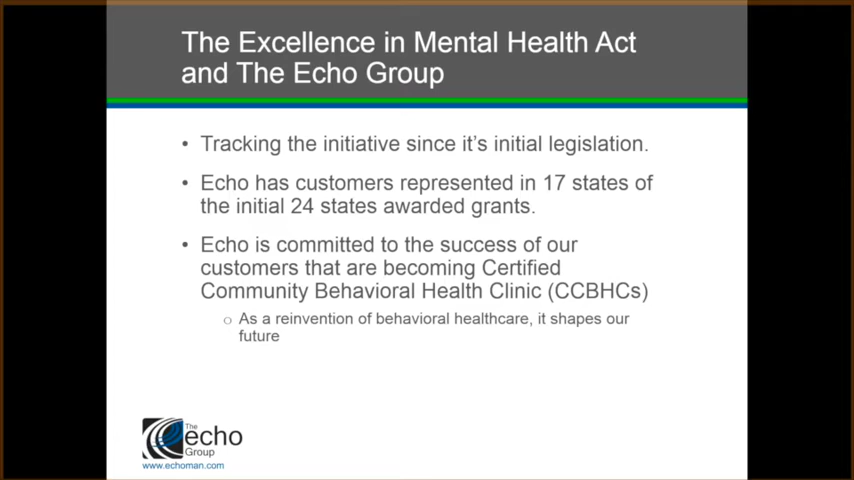 The Excellence in Mental Health Act
and The Echo Group
• Tracking the initiative since it's initial legislation.
• Echo has customers represented in 17 states of
the initial 24 states awarded grants.
• Echo is committed to the success of our
customers that are becoming Certified
Community Behavioral Health Clinic (CCBHCs)
○ As a reinvention of behavioral healthcare, it shapes our
future
The
echo
Group
www.echoman.com